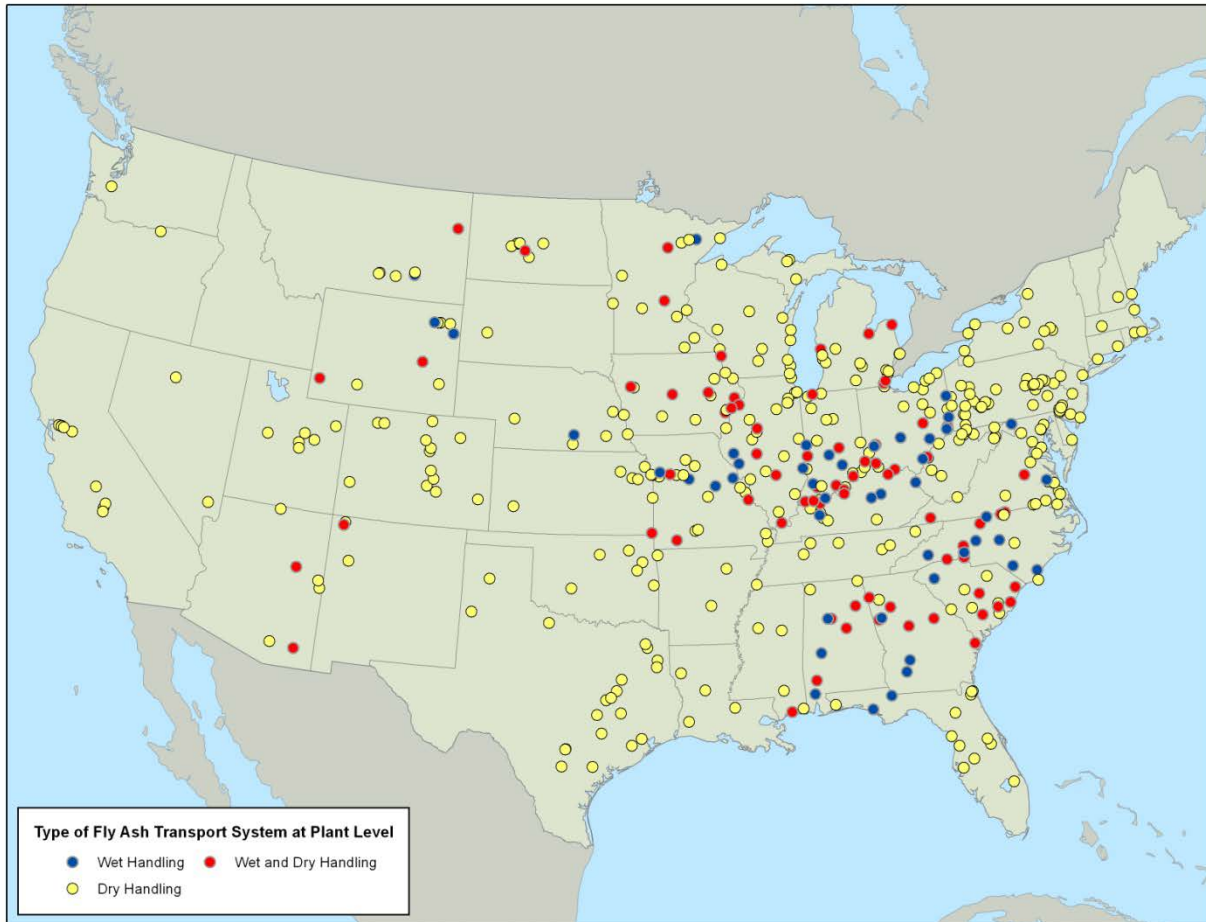 Type of Fly Ash Transport System at Plant Level
Wet Handling Wet and Dry Handling
Dry Handling